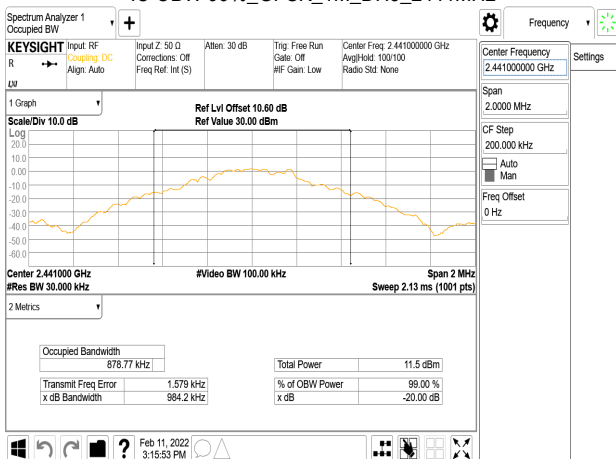 Spectrum Analyzer 1
Occupied BW
+
Frequency
Settings
KEYSIGHT
R
LXI
Input: RF
Coupling: DC
Align: Auto
Input Z: 50 Ω
Corrections: Off
Freq Ref: Int (S)
Atten: 30 dB
Trig: Free Run
Gate: Off
#IF Gain: Low
Center Freq: 2.441000000 GHz
Avg|Hold: 100/100
Radio Std: None
Center Frequency
2.441000000 GHz
Span
2.0000 MHz
CF Step
200.000 kHz
Auto
Man
Freq Offset
0 Hz
1 Graph
Scale/Div 10.0 dB
Ref Lvl Offset 10.60 dB
Ref Value 30.00 dBm
Log
20.0
10.0
0.00
-10.0
-20.0
-30.0
-40.0
-50.0
-60.0
Center 2.441000 GHz
#Res BW 30.000 kHz
#Video BW 100.00 kHz
Span 2 MHz
Sweep 2.13 ms (1001 pts)
2 Metrics
Occupied Bandwidth
878.77 kHz
Transmit Freq Error 1.579 kHz
x dB Bandwidth 984.2 kHz
Total Power 11.5 dBm
% of OBW Power 99.00 %
x dB -20.00 dB
?
Feb 11, 2022
3:15:53 PM